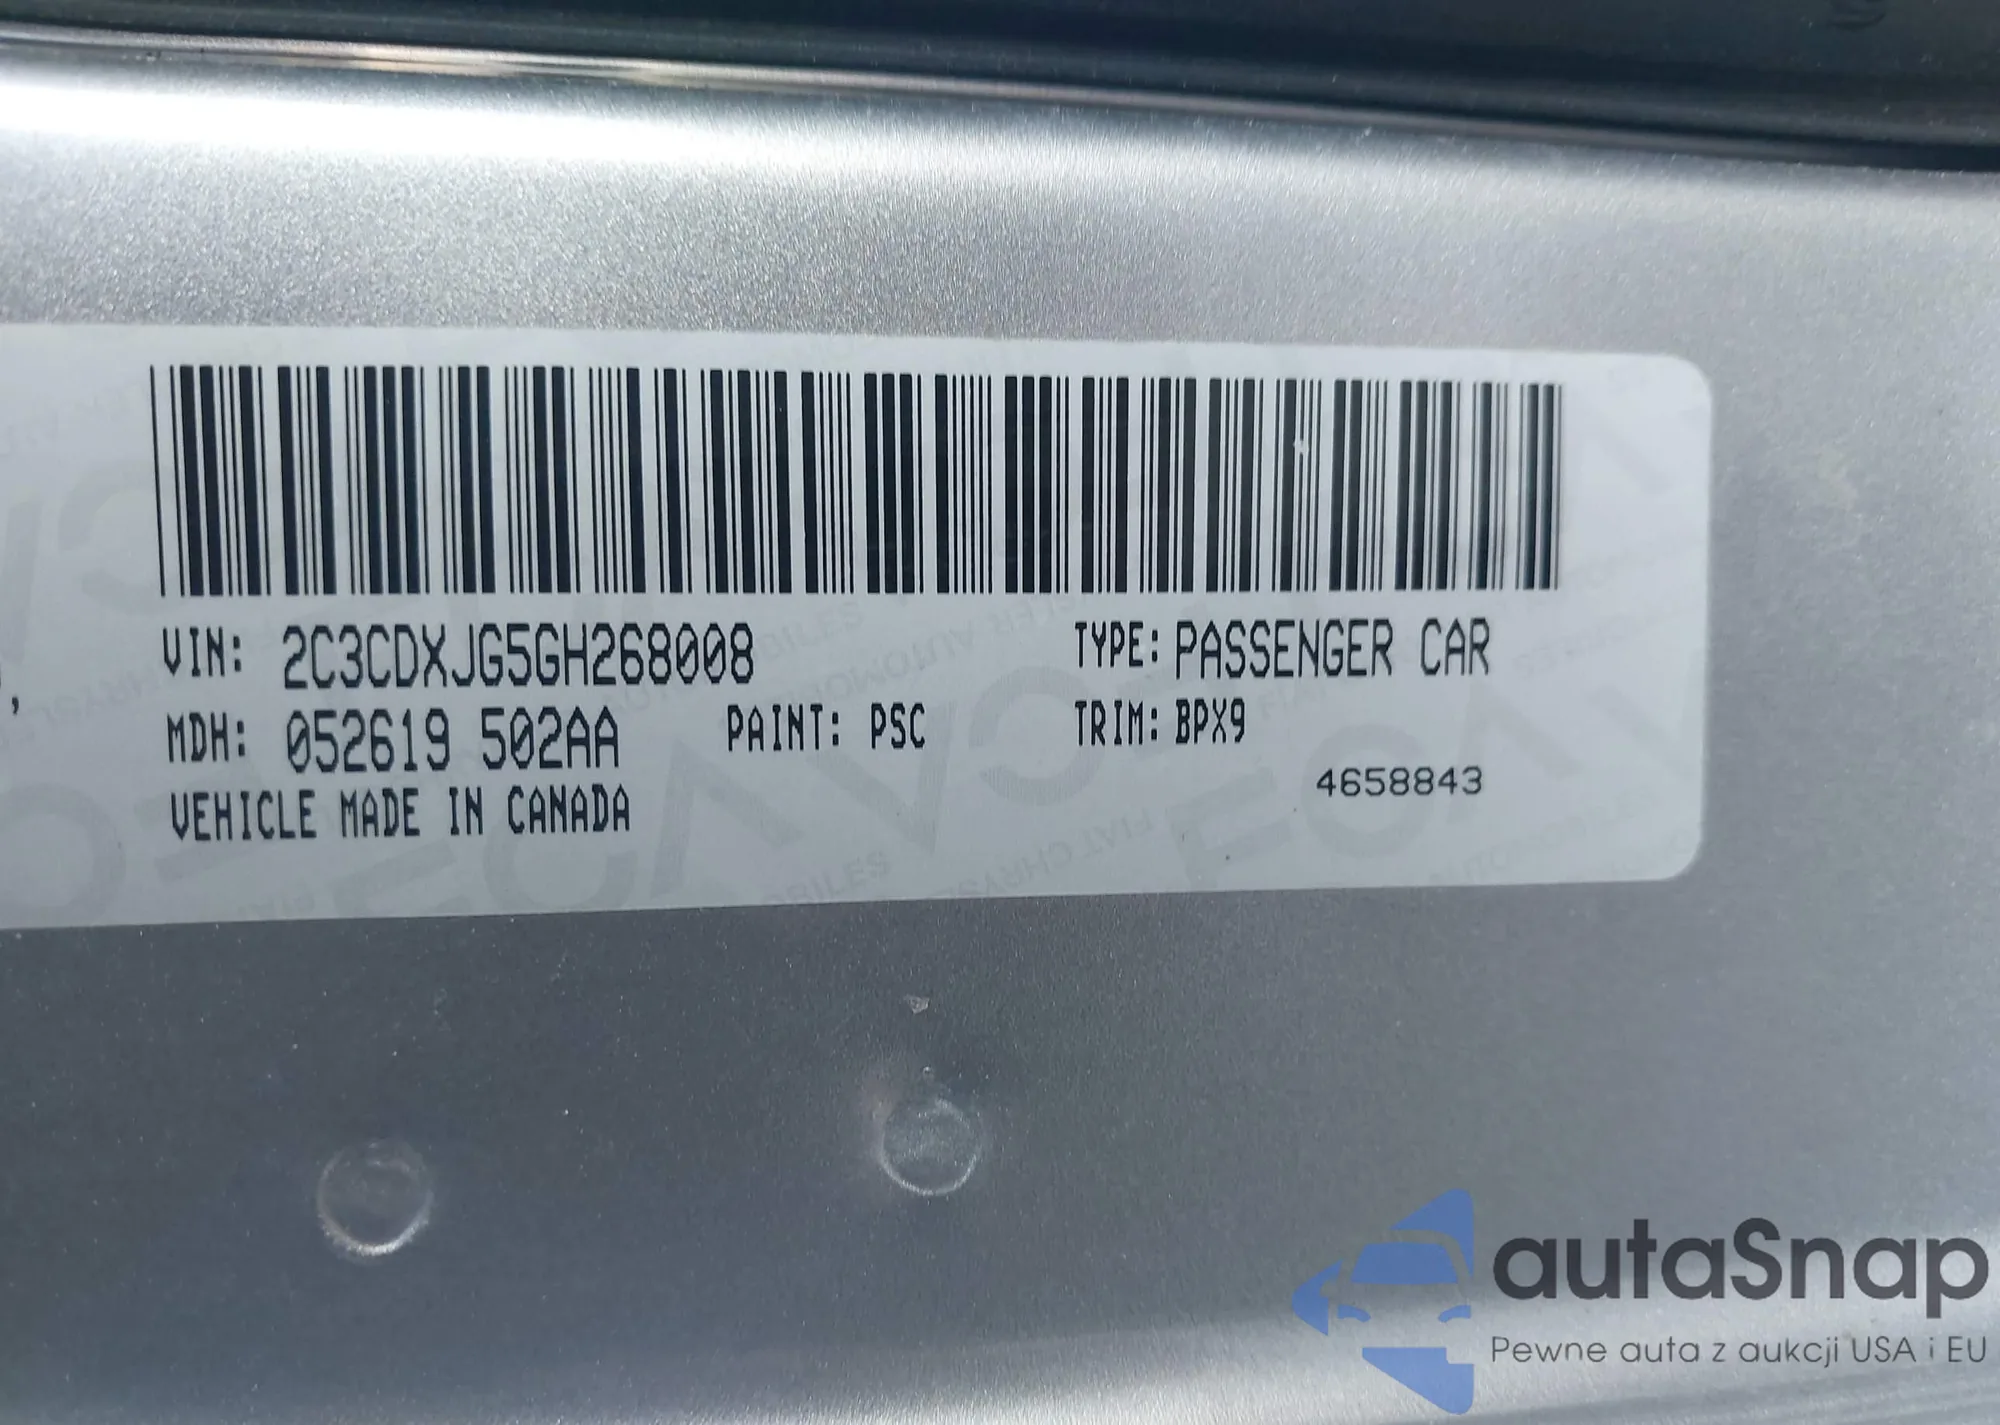 VIN: 2C3CDXJG5GH268008 TYPE: PASSENGER CAR
MDH: 052619 502AA PAINT: PSC TRIM: BPX9
4658843
VEHICLE MADE IN CANADA
autaSnap
Pewne auta z aukcji USA i EU